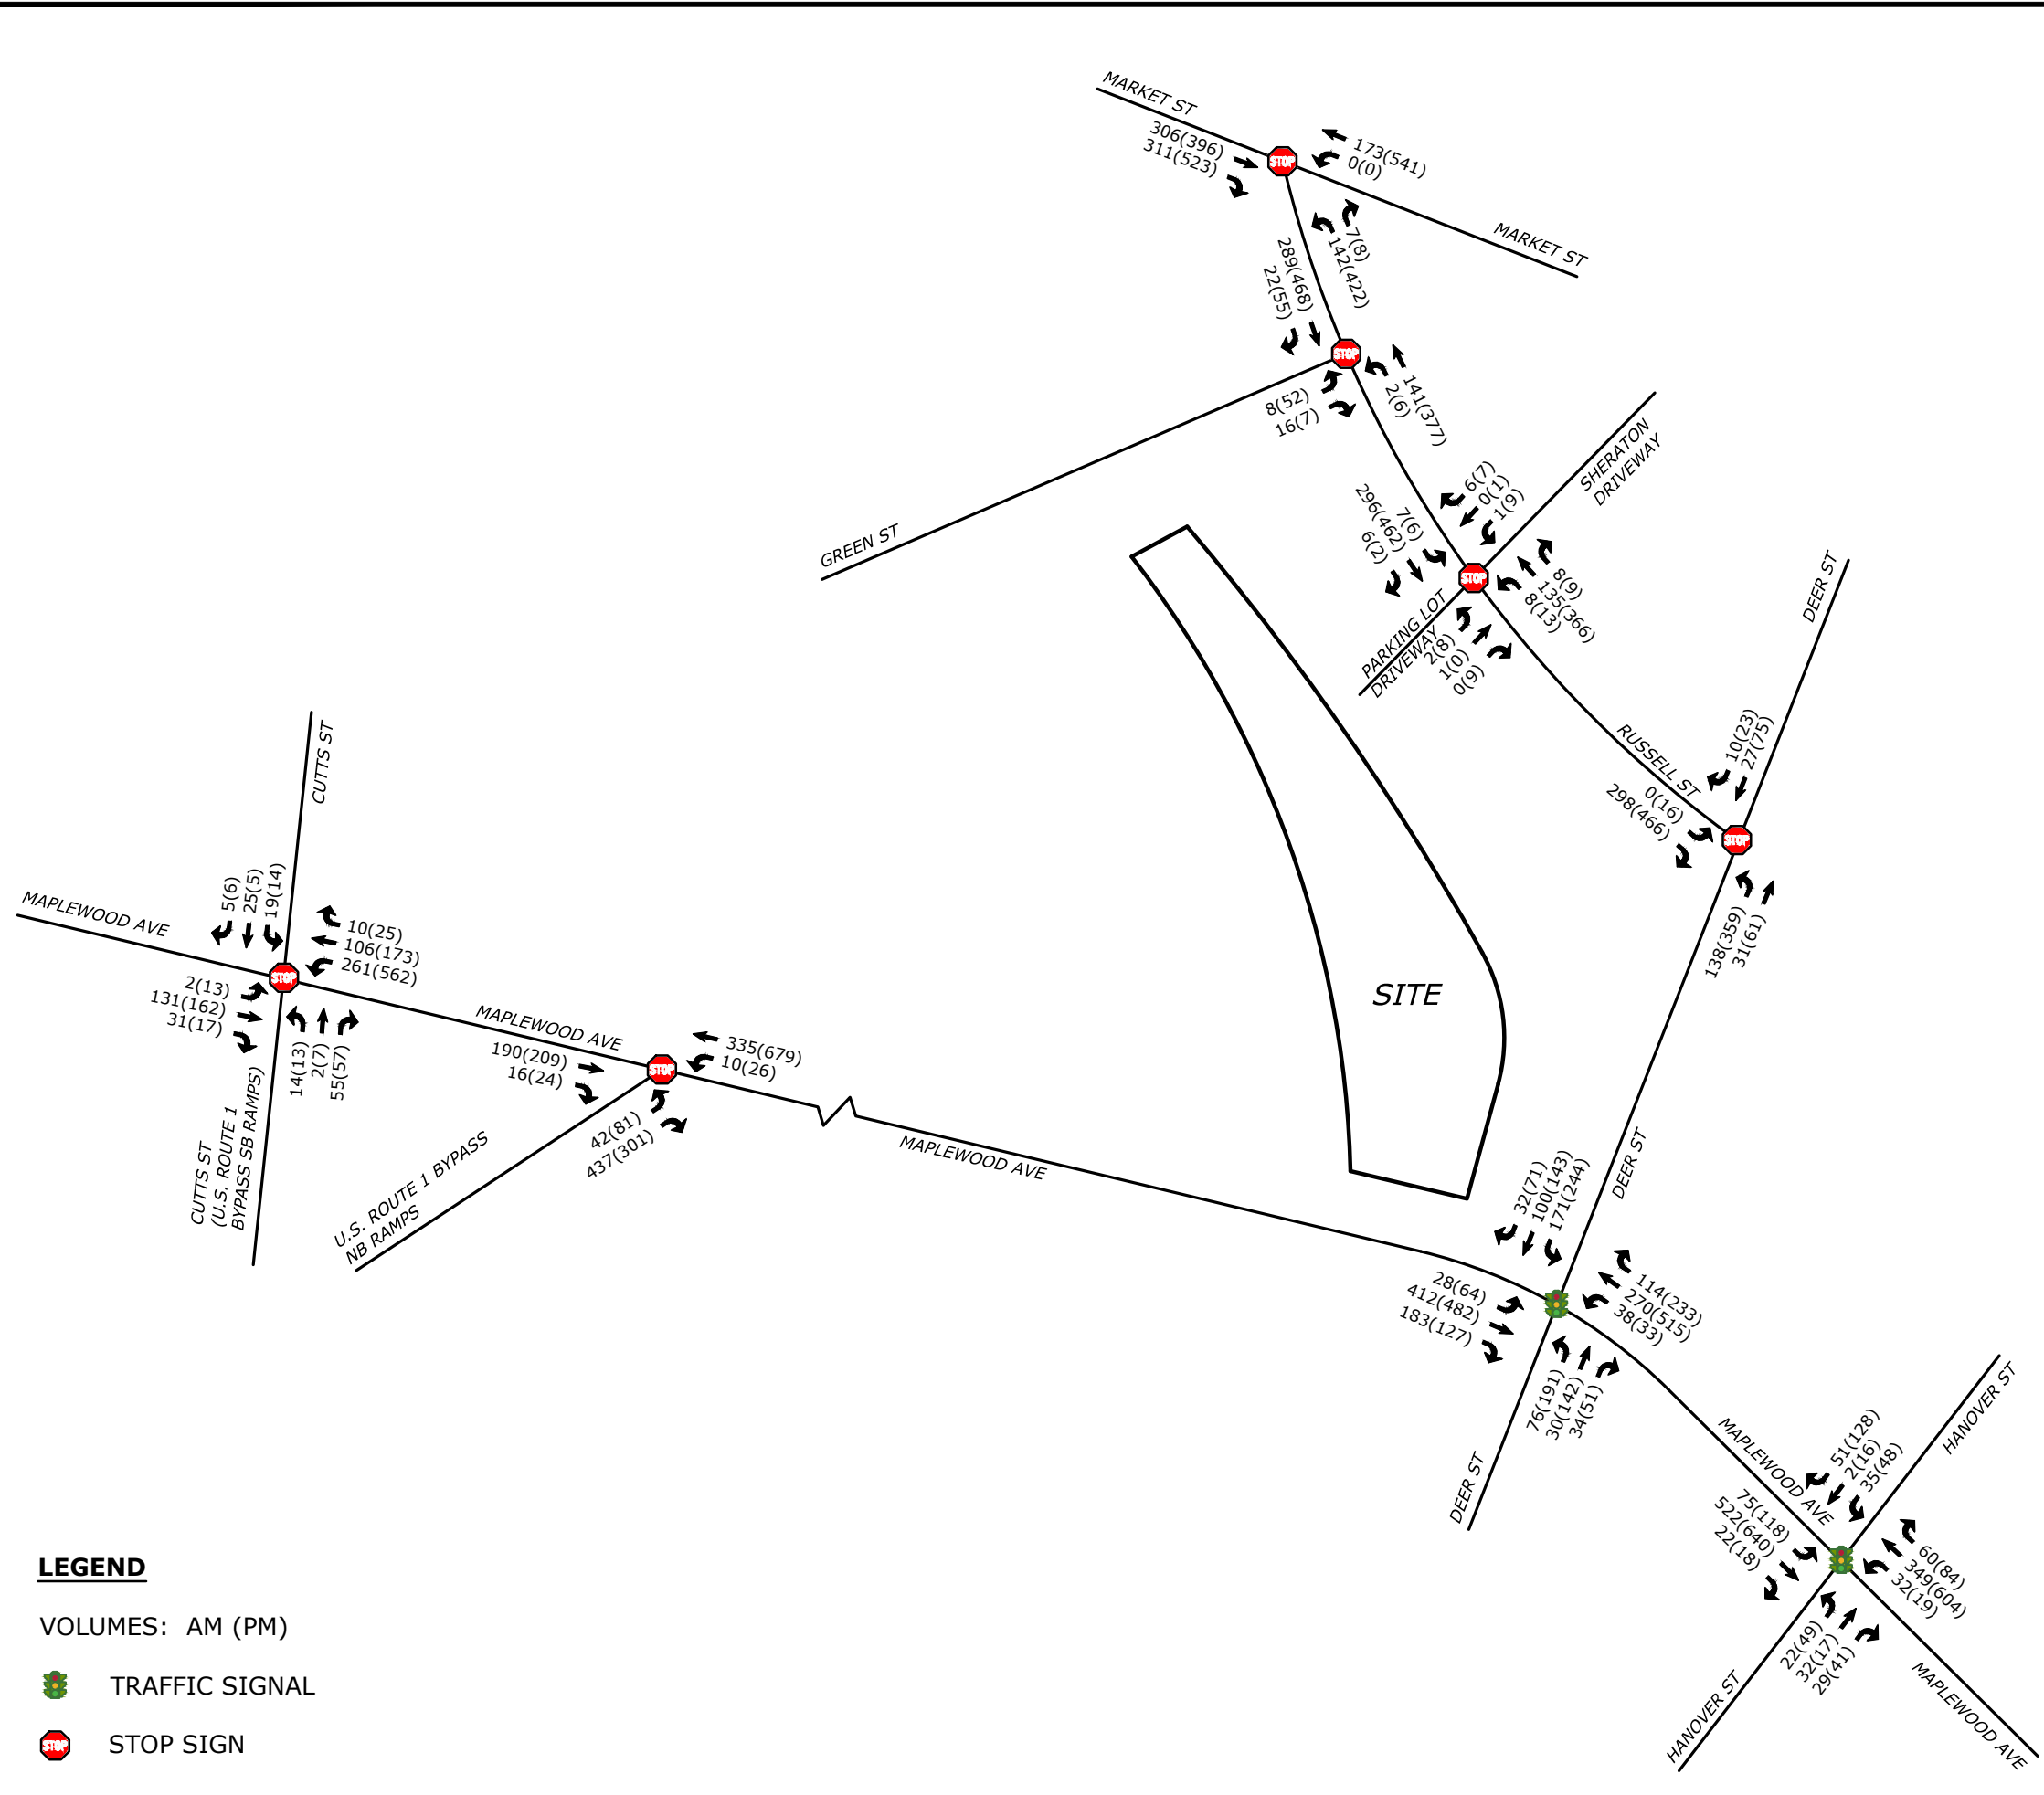 MARKET ST
306(396)
311(523)
STOP
173(541)
0(0)
MARKET ST
7(8)
142(422)
289(468)
22(55)
STOP
141(377)
2(6)
8(52)
16(7)
GREEN ST
SHERATON
DRIVEWAY
6(7)
0(1)
1(9)
7(6)
296(462)
6(2)
STOP
8(9)
135(366)
8(13)
PARKING LOT
DRIVEWAY
2(8)
1(0)
0(9)
DEER ST
RUSSELL ST
10(23)
27(75)
0(16)
298(466)
STOP
138(359)
31(61)
CUTTS ST
MAPLEWOOD AVE
5(6)
25(5)
19(14)
10(25)
106(173)
261(562)
STOP
2(13)
131(162)
31(17)
14(13)
2(7)
55(57)
CUTTS ST
(U.S. ROUTE 1
BYPASS SB RAMPS)
MAPLEWOOD AVE
190(209)
16(24)
STOP
335(679)
10(26)
42(81)
437(301)
U.S. ROUTE 1 BYPASS
NB RAMPS
SITE
MAPLEWOOD AVE
DEER ST
32(71)
100(143)
171(244)
28(64)
412(482)
183(127)
114(233)
270(515)
38(33)
76(191)
30(142)
34(51)
DEER ST
HANOVER ST
MAPLEWOOD AVE
51(128)
2(16)
35(48)
75(118)
522(640)
22(18)
60(84)
349(604)
32(19)
22(49)
32(17)
29(41)
HANOVER ST
MAPLEWOOD AVE
LEGEND
VOLUMES: AM (PM)
TRAFFIC SIGNAL
STOP STOP SIGN